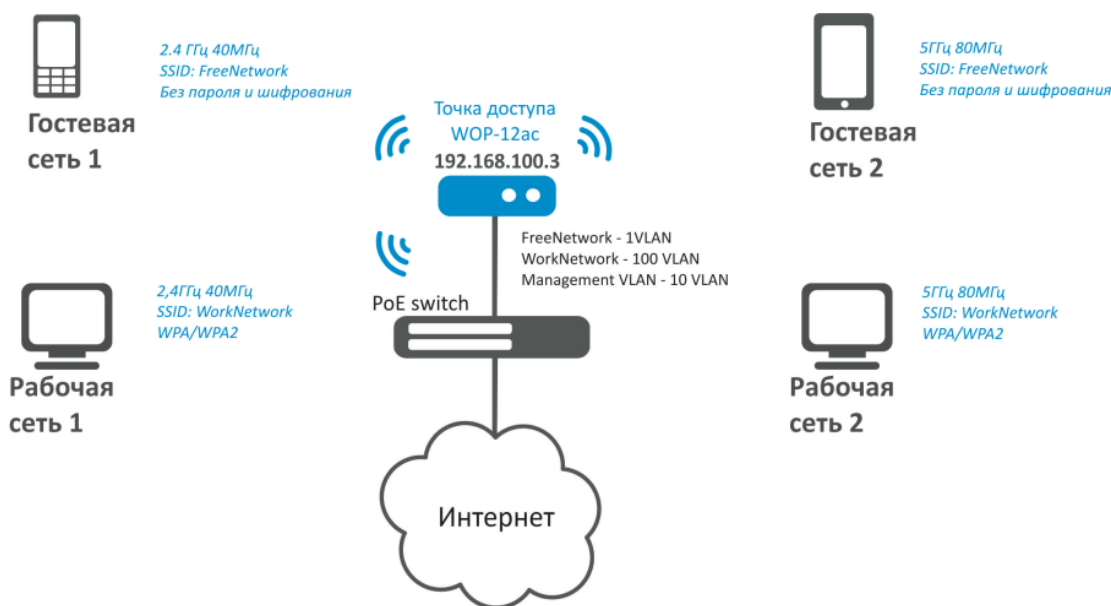 2.4 ГГц 40МГц
SSID: FreeNetwork
Без пароля и шифрования
Гостевая
сеть 1
Точка доступа
WOP-12ac
192.168.100.3
5ГГц 80МГц
SSID: FreeNetwork
Без пароля и шифрования
Гостевая
сеть 2
FreeNetwork - 1VLAN
WorkNetwork - 100 VLAN
Management VLAN - 10 VLAN
PoE switch
2,4ГГц 40МГц
SSID: WorkNetwork
WPA/WPA2
Рабочая
сеть 1
5ГГц 80МГц
SSID: WorkNetwork
WPA/WPA2
Рабочая
сеть 2
Интернет